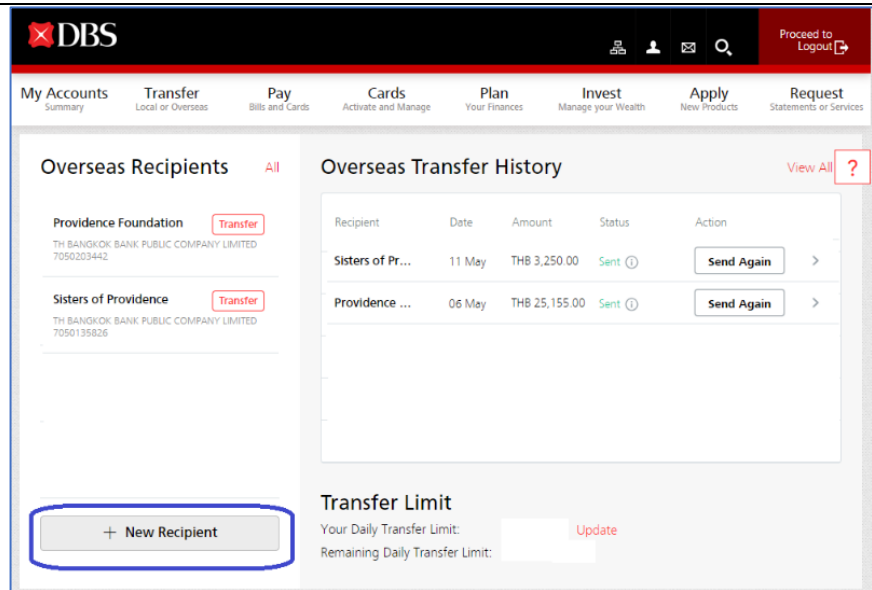 DBS
Proceed to
Logout
My Accounts Transfer Pay Cards Plan Invest Apply Request
Summary Local or Overseas Bills and Cards Activate and Manage Your Finances Manage your Wealth New Products Statements or Services
Overseas Recipients All
Providence Foundation Transfer
TH BANGKOK BANK PUBLIC COMPANY LIMITED
7050203442
Sisters of Providence Transfer
TH BANGKOK BANK PUBLIC COMPANY LIMITED
7050135826
+ New Recipient
Overseas Transfer History View All ?
Recipient Date Amount Status Action
Sisters of Pr... 11 May THB 3,250.00 Sent Send Again
Providence ... 06 May THB 25,155.00 Sent Send Again
Transfer Limit
Your Daily Transfer Limit: Update
Remaining Daily Transfer Limit: